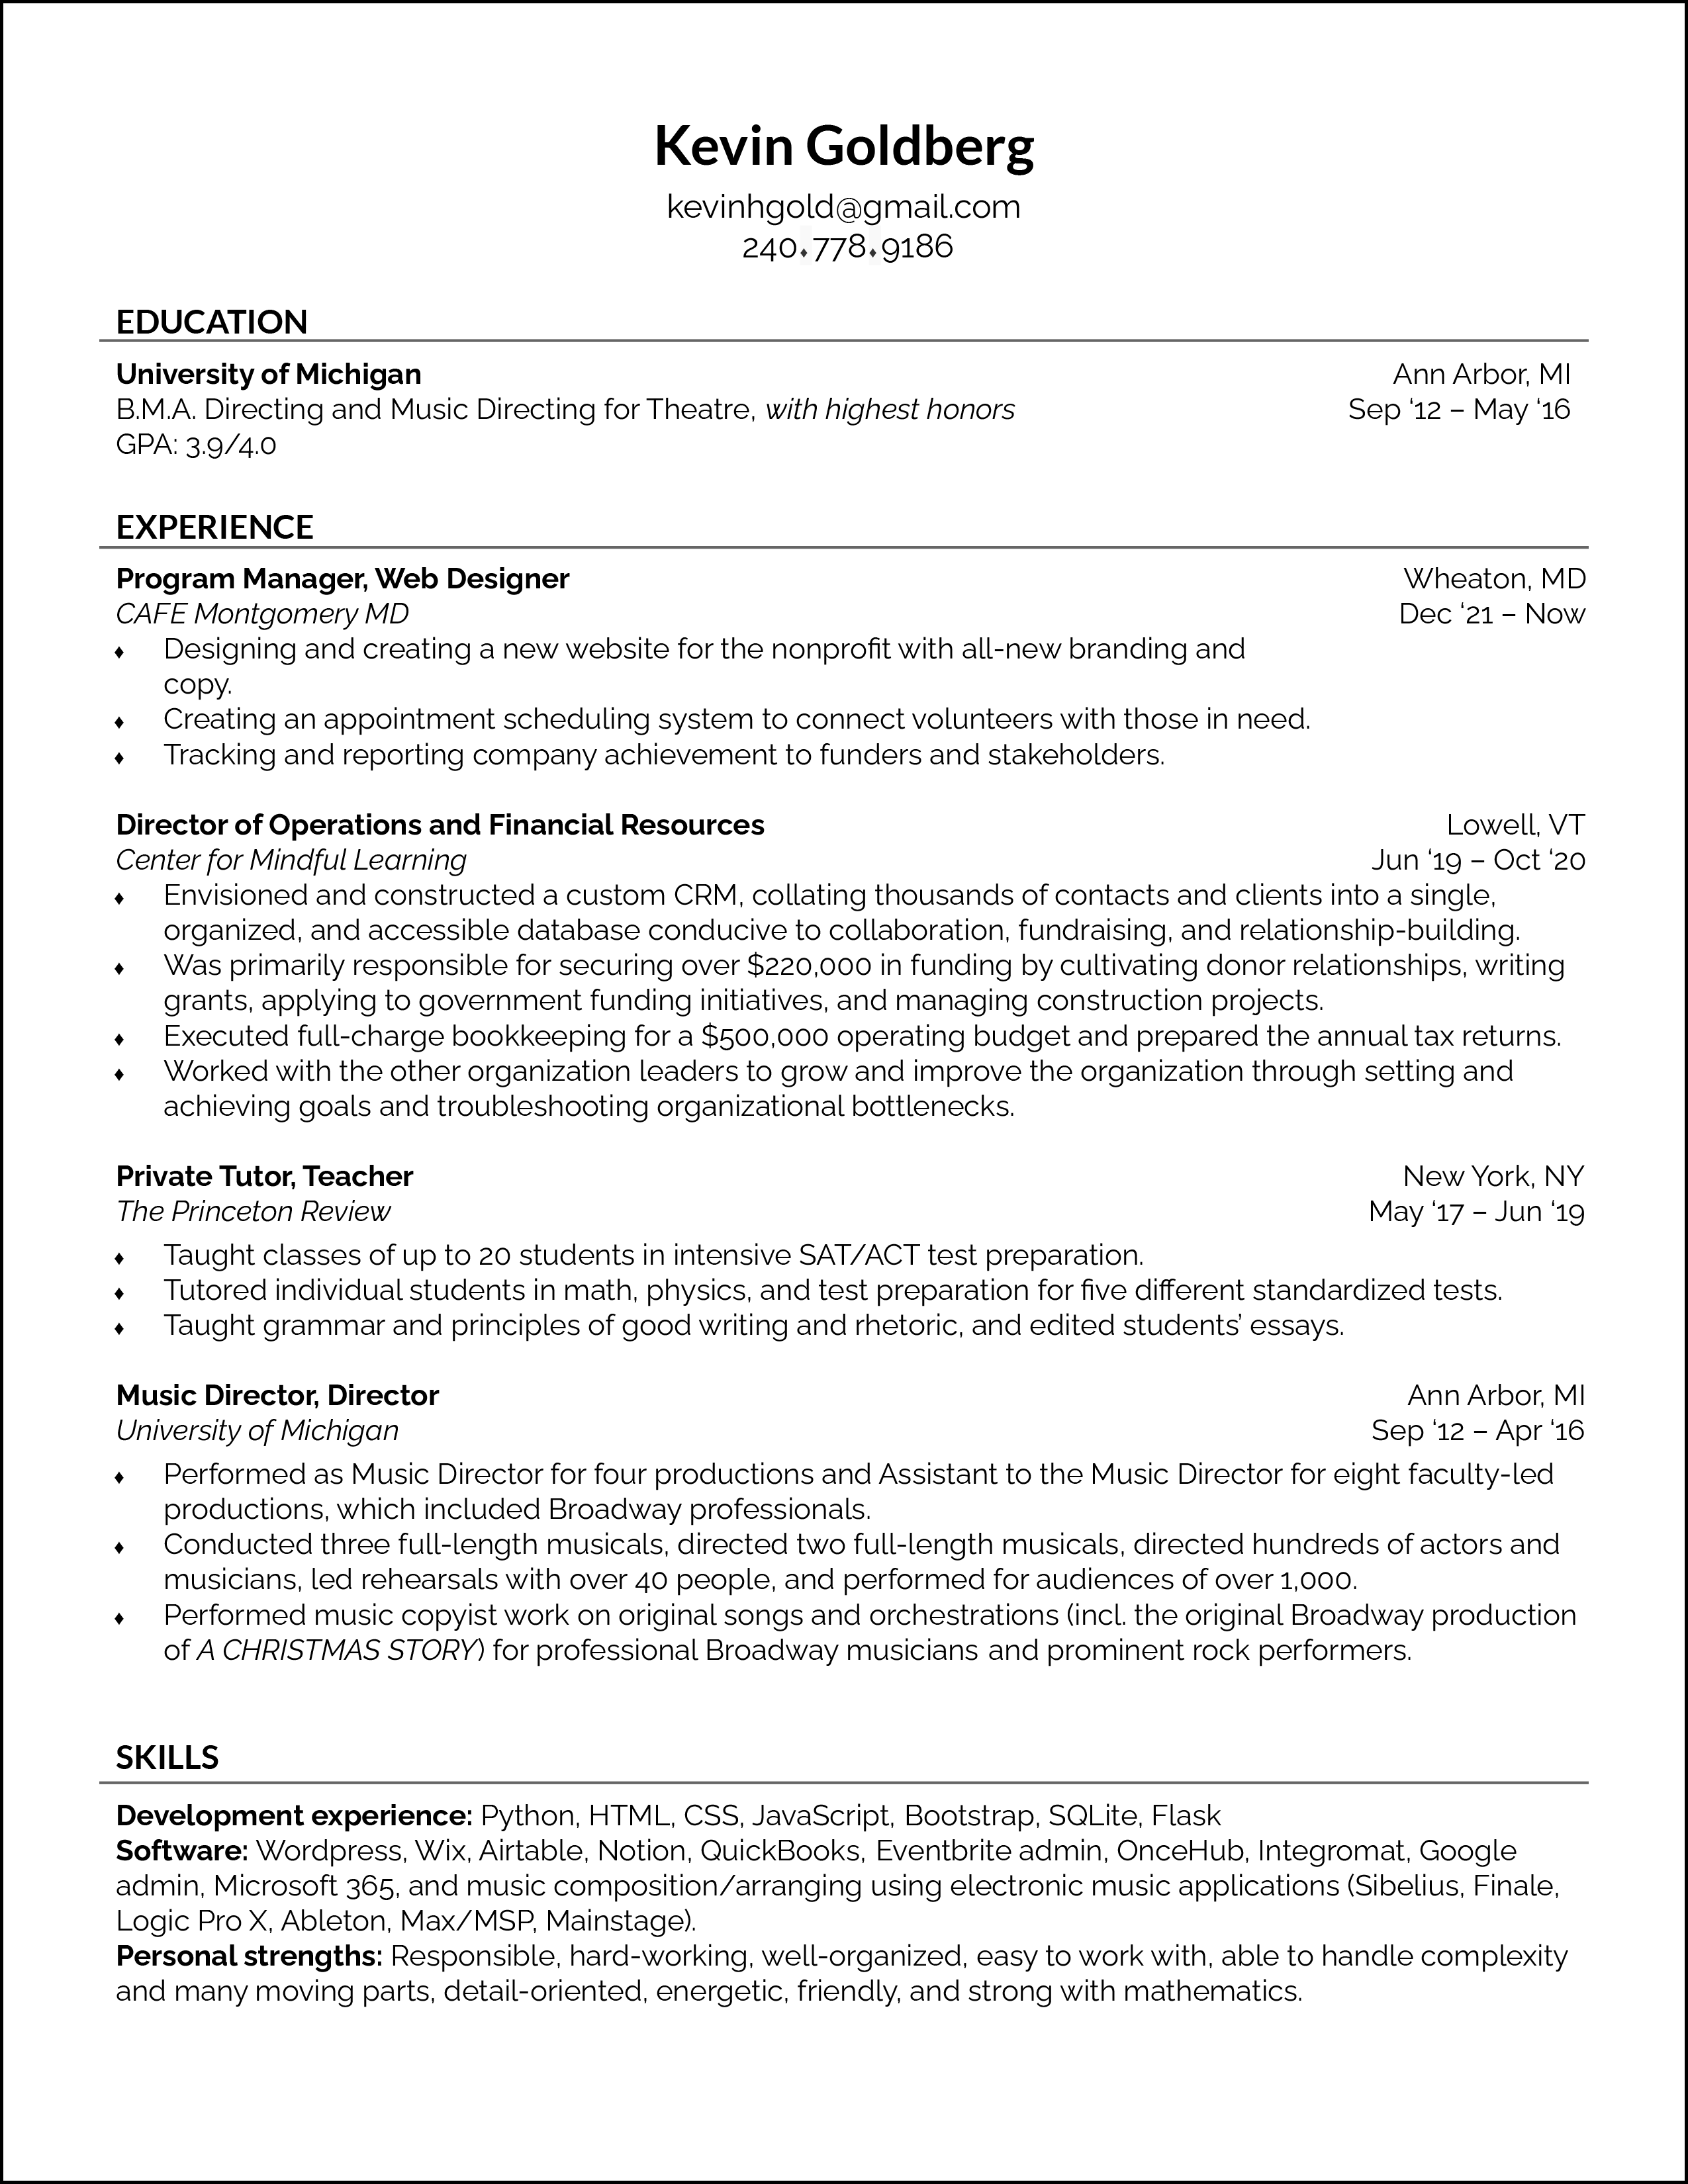 Kevin Goldberg
kevinhgold@gmail.com
240⬧778⬧9186
EDUCATION
University of Michigan Ann Arbor, MI
B.M.A. Directing and Music Directing for Theatre, with highest honors Sep ‘12 – May ‘16
GPA: 3.9/4.0
EXPERIENCE
Program Manager, Web Designer Wheaton, MD
CAFE Montgomery MD Dec ‘21 – Now
⬧ Designing and creating a new website for the nonprofit with all-new branding and
copy.
⬧ Creating an appointment scheduling system to connect volunteers with those in need.
⬧ Tracking and reporting company achievement to funders and stakeholders.
Director of Operations and Financial Resources Lowell, VT
Center for Mindful Learning Jun ‘19 – Oct ‘20
⬧ Envisioned and constructed a custom CRM, collating thousands of contacts and clients into a single,
organized, and accessible database conducive to collaboration, fundraising, and relationship-building.
⬧ Was primarily responsible for securing over $220,000 in funding by cultivating donor relationships, writing
grants, applying to government funding initiatives, and managing construction projects.
⬧ Executed full-charge bookkeeping for a $500,000 operating budget and prepared the annual tax returns.
⬧ Worked with the other organization leaders to grow and improve the organization through setting and
achieving goals and troubleshooting organizational bottlenecks.
Private Tutor, Teacher New York, NY
The Princeton Review May ‘17 – Jun ‘19
⬧ Taught classes of up to 20 students in intensive SAT/ACT test preparation.
⬧ Tutored individual students in math, physics, and test preparation for five different standardized tests.
⬧ Taught grammar and principles of good writing and rhetoric, and edited students’ essays.
Music Director, Director Ann Arbor, MI
University of Michigan Sep ‘12 – Apr ‘16
⬧ Performed as Music Director for four productions and Assistant to the Music Director for eight faculty-led
productions, which included Broadway professionals.
⬧ Conducted three full-length musicals, directed two full-length musicals, directed hundreds of actors and
musicians, led rehearsals with over 40 people, and performed for audiences of over 1,000.
⬧ Performed music copyist work on original songs and orchestrations (incl. the original Broadway production
of A CHRISTMAS STORY) for professional Broadway musicians and prominent rock performers.
SKILLS
Development experience: Python, HTML, CSS, JavaScript, Bootstrap, SQLite, Flask
Software: Wordpress, Wix, Airtable, Notion, QuickBooks, Eventbrite admin, OnceHub, Integromat, Google
admin, Microsoft 365, and music composition/arranging using electronic music applications (Sibelius, Finale,
Logic Pro X, Ableton, Max/MSP, Mainstage).
Personal strengths: Responsible, hard-working, well-organized, easy to work with, able to handle complexity
and many moving parts, detail-oriented, energetic, friendly, and strong with mathematics.